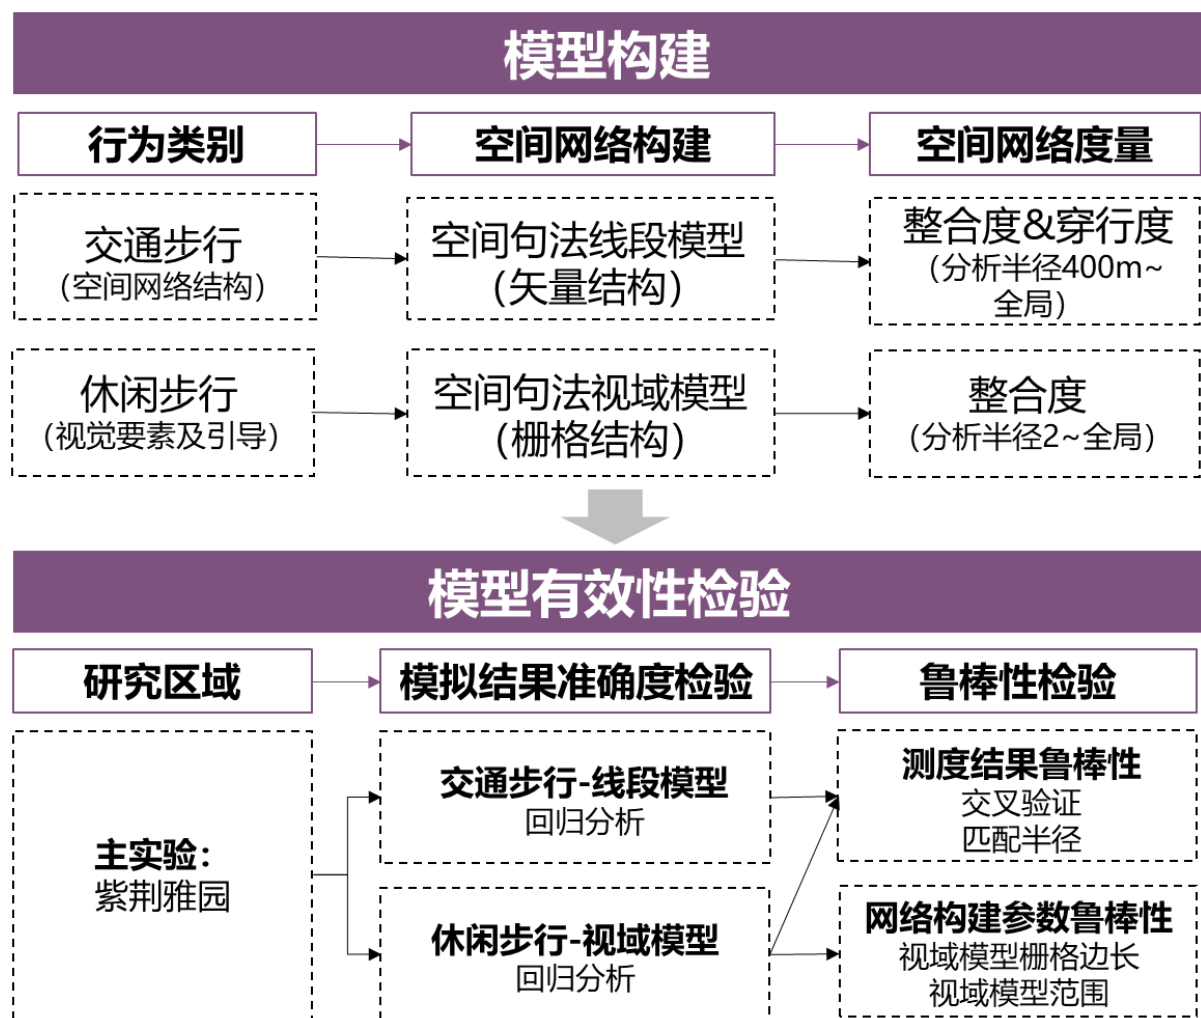 模型构建
行为类别
空间网络构建
空间网络度量
交通步行
（空间网络结构）
空间句法线段模型
（矢量结构）
整合度&穿行度
（分析半径400m~
全局）
休闲步行
（视觉要素及引导）
空间句法视域模型
（栅格结构）
整合度
（分析半径2~全局）
模型有效性检验
研究区域
模拟结果准确度检验
鲁棒性检验
主实验：
紫荆雅园
交通步行-线段模型
回归分析
休闲步行-视域模型
回归分析
测度结果鲁棒性
交叉验证
匹配半径
网络构建参数鲁棒性
视域模型栅格边长
视域模型范围